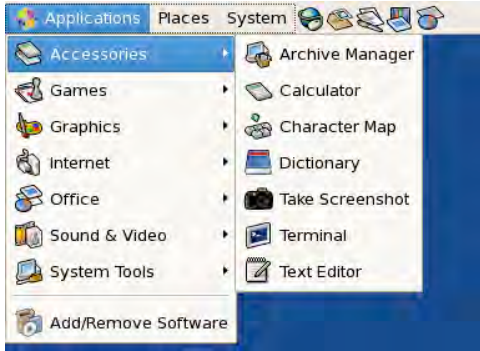 Applications Places System
Accessories
Games
Graphics
Internet
Office
Sound & Video
System Tools
Add/Remove Software
Archive Manager
Calculator
Character Map
Dictionary
Take Screenshot
Terminal
Text Editor